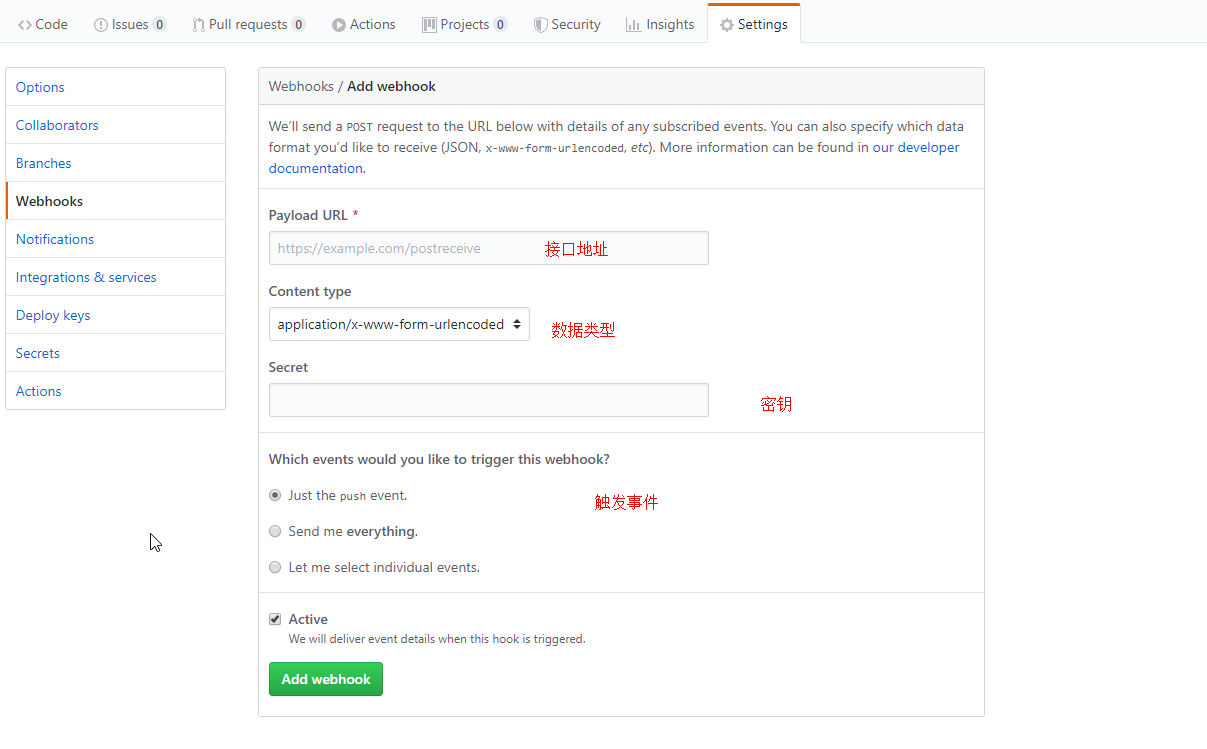 Code Issues 0 Pull requests 0 Actions Projects 0 Security Insights Settings
Options
Collaborators
Branches
Webhooks
Notifications
Integrations & services
Deploy keys
Secrets
Actions
Webhooks / Add webhook
We’ll send a POST request to the URL below with details of any subscribed events. You can also specify which data
format you’d like to receive (JSON, x-www-form-urlencoded, etc). More information can be found in our developer
documentation.
Payload URL *
https://example.com/postreceive 接口地址
Content type
application/x-www-form-urlencoded 数据类型
Secret
密钥
Which events would you like to trigger this webhook?
Just the push event. 触发事件
Send me everything.
Let me select individual events.
Active
We will deliver event details when this hook is triggered.
Add webhook